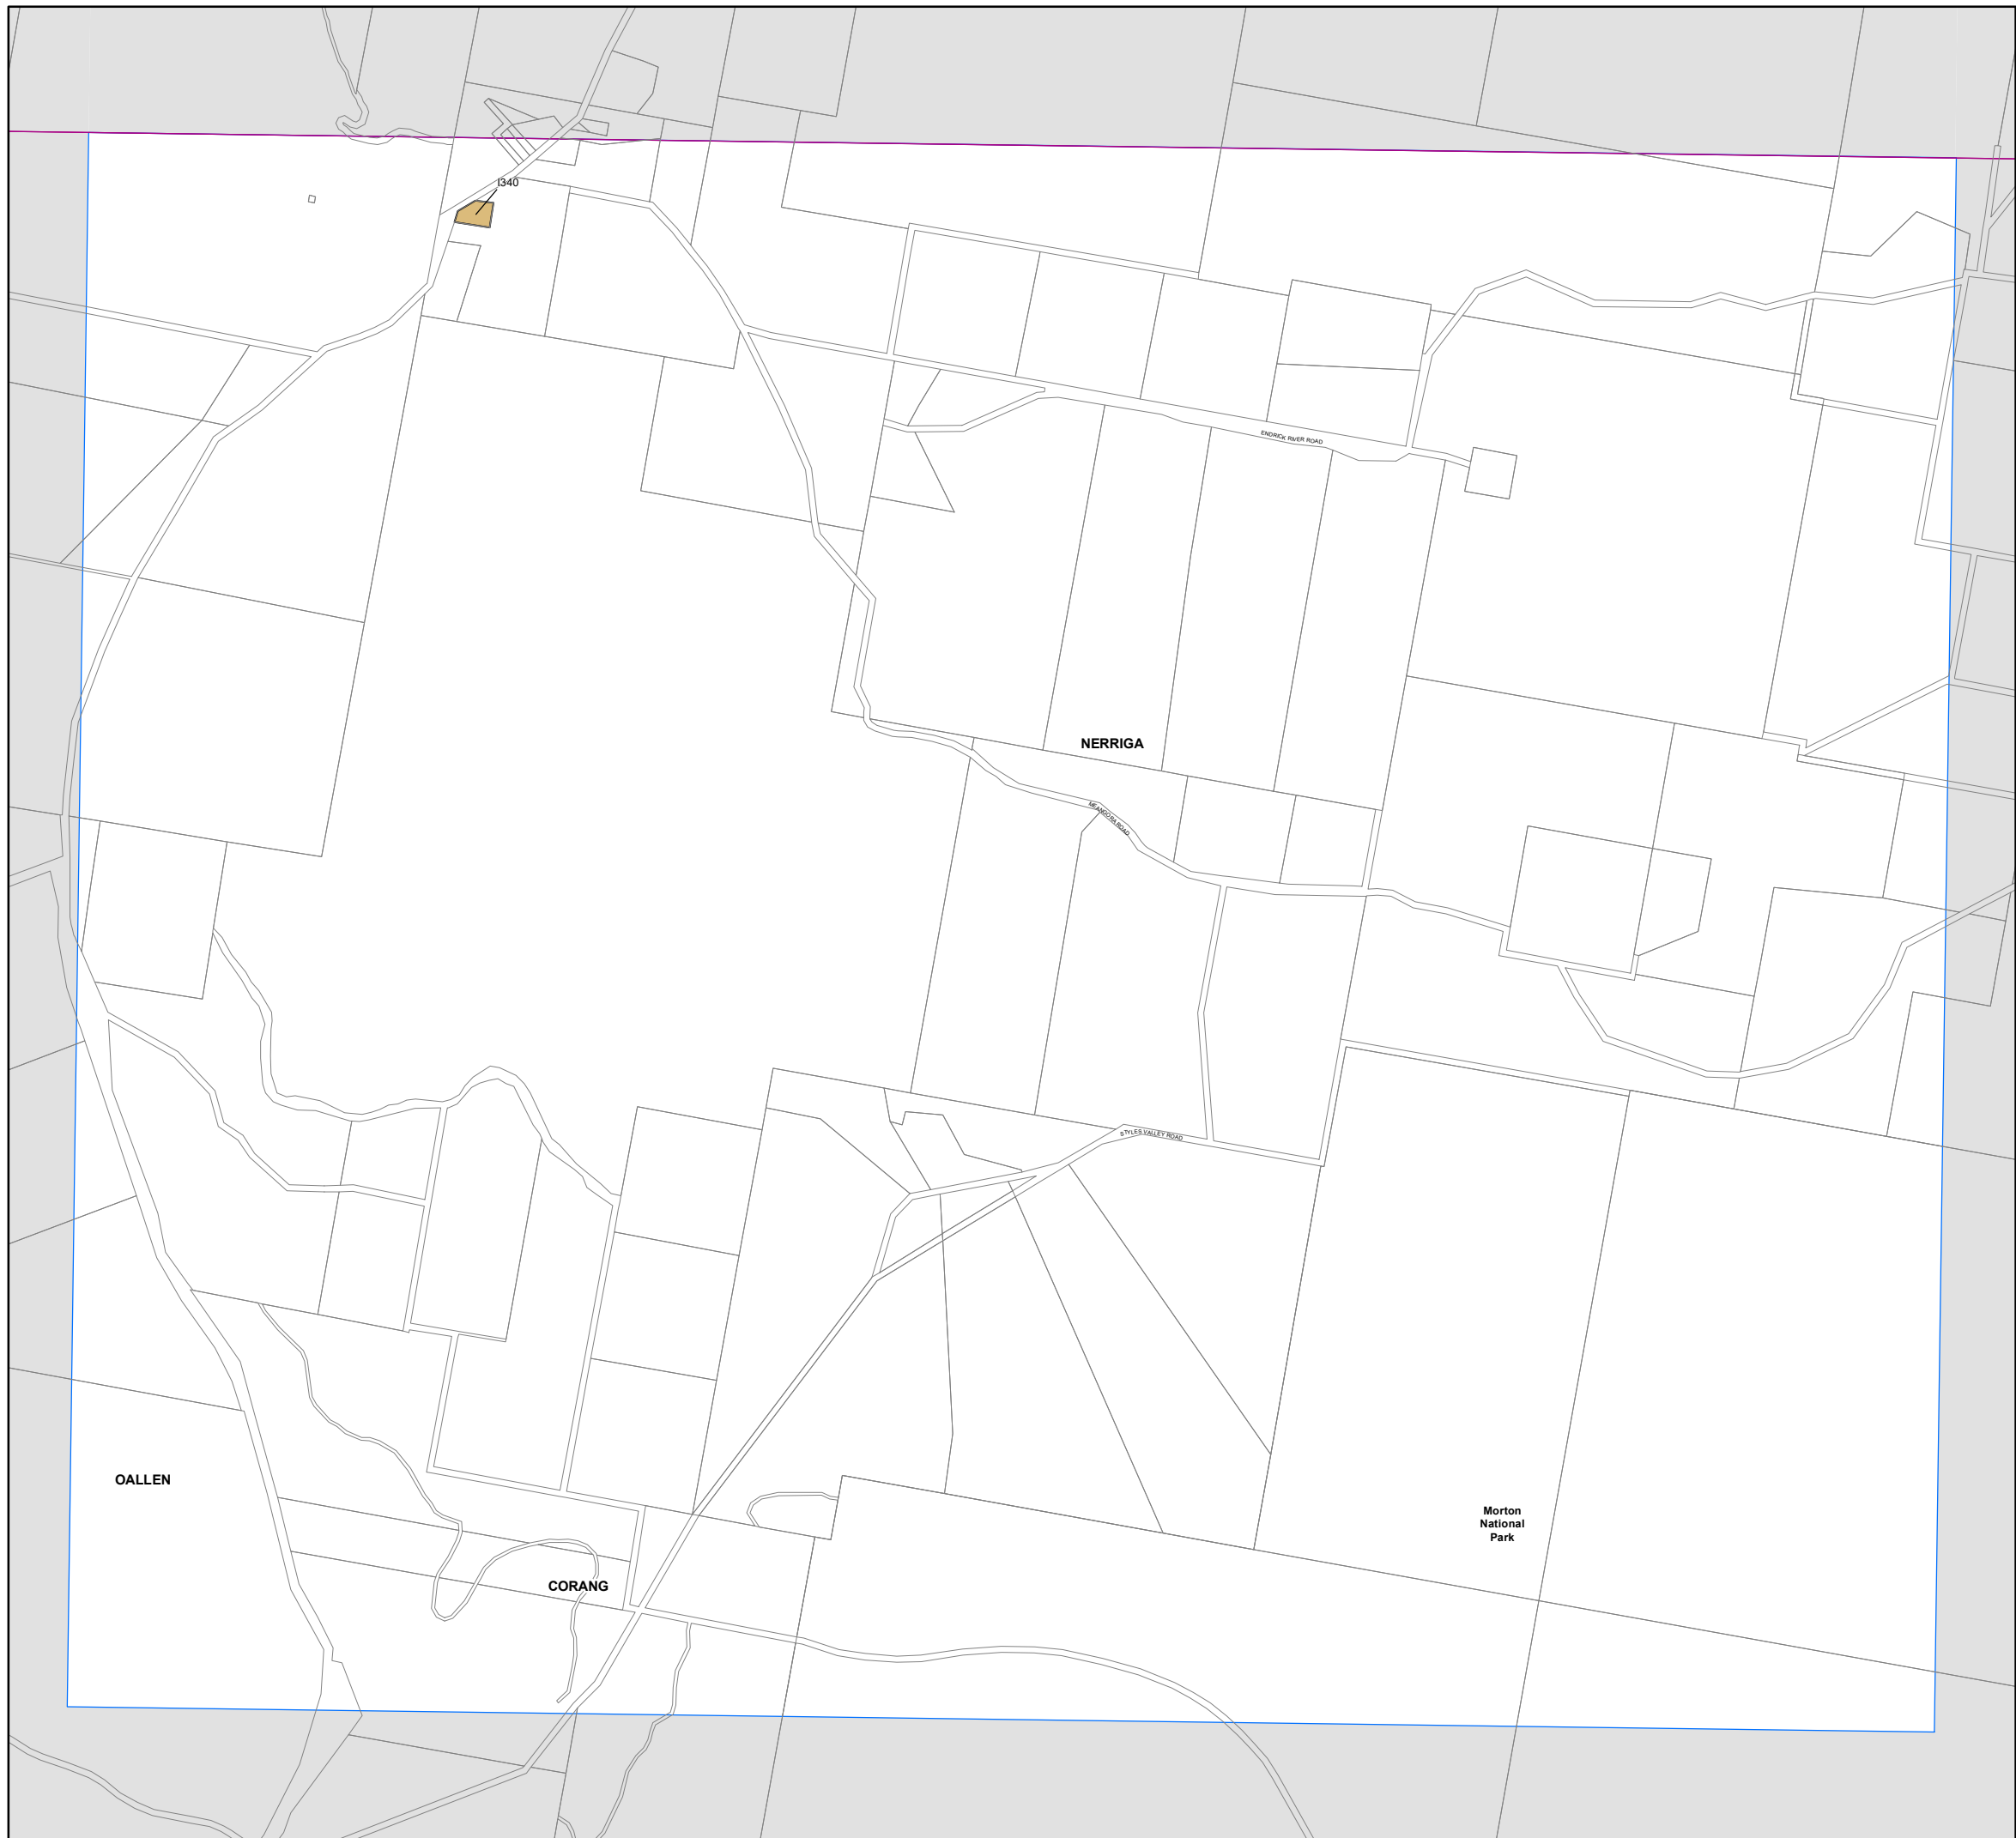 I340
ENDRICK RIVER ROAD
NERRIGA
MEANGORA ROAD
STYLES VALLEY ROAD
OALLEN
Morton
National
Park
CORANG